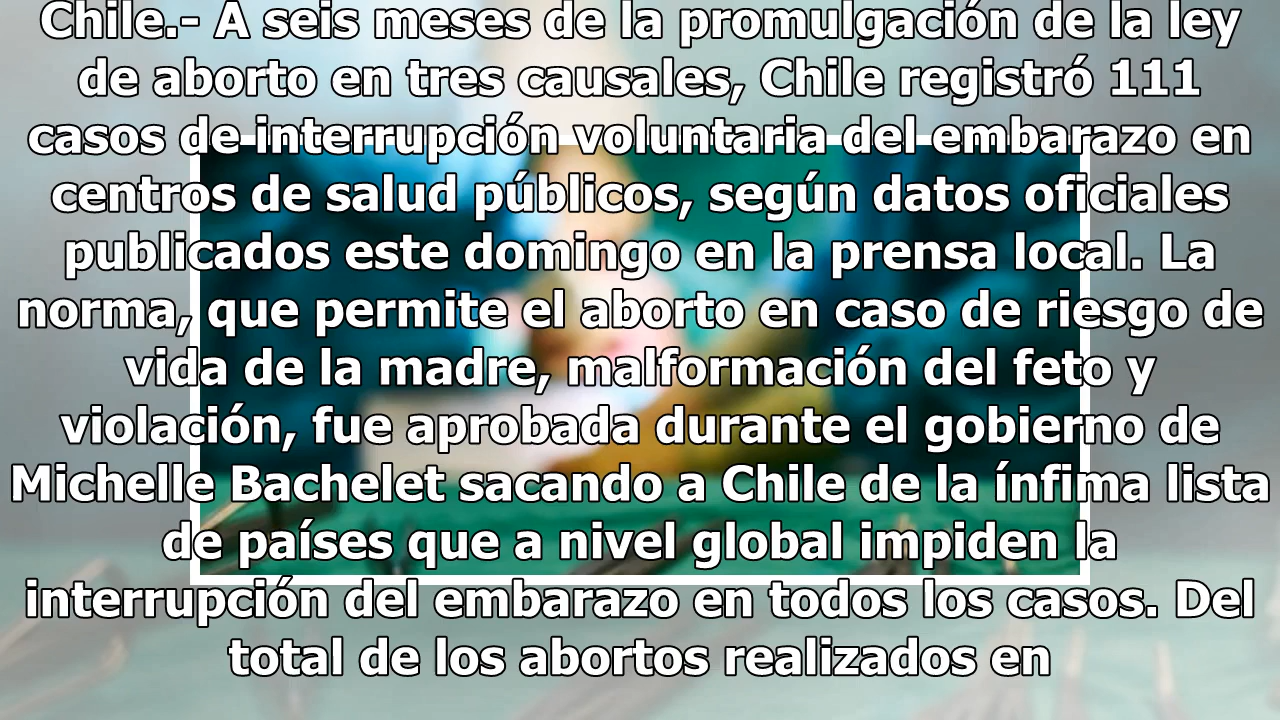 Chile.- A seis meses de la promulgación de la ley
de aborto en tres causales, Chile registró 111
casos de interrupción voluntaria del embarazo en
centros de salud públicos, según datos oficiales
publicados este domingo en la prensa local. La
norma, que permite el aborto en caso de riesgo de
vida de la madre, malformación del feto y
violación, fue aprobada durante el gobierno de
Michelle Bachelet sacando a Chile de la ínfima lista
de países que a nivel global impiden la
interrupción del embarazo en todos los casos. Del
total de los abortos realizados en